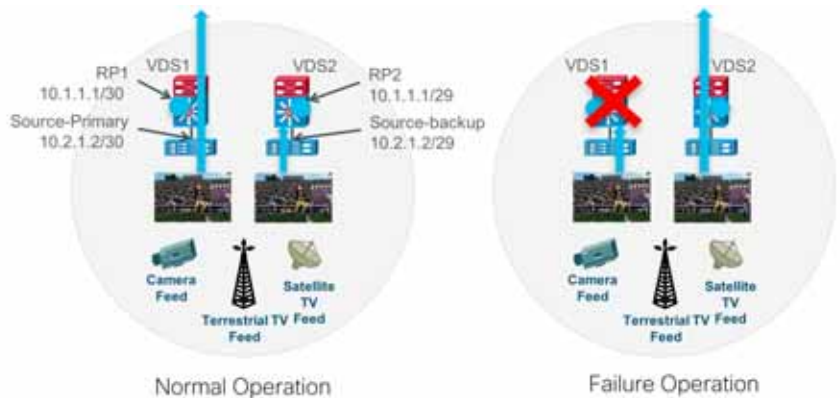 VDS1
VDS2
RP1
10.1.1.1/30
RP2
10.1.1.1/29
Source-Primary
10.2.1.2/30
Source-backup
10.2.1.2/29
Camera
Feed
Terrestrial TV
Feed
Satellite
TV
Feed
Normal Operation
VDS1
VDS2
Camera
Feed
Terrestrial TV
Feed
Satellite
TV
Feed
Failure Operation